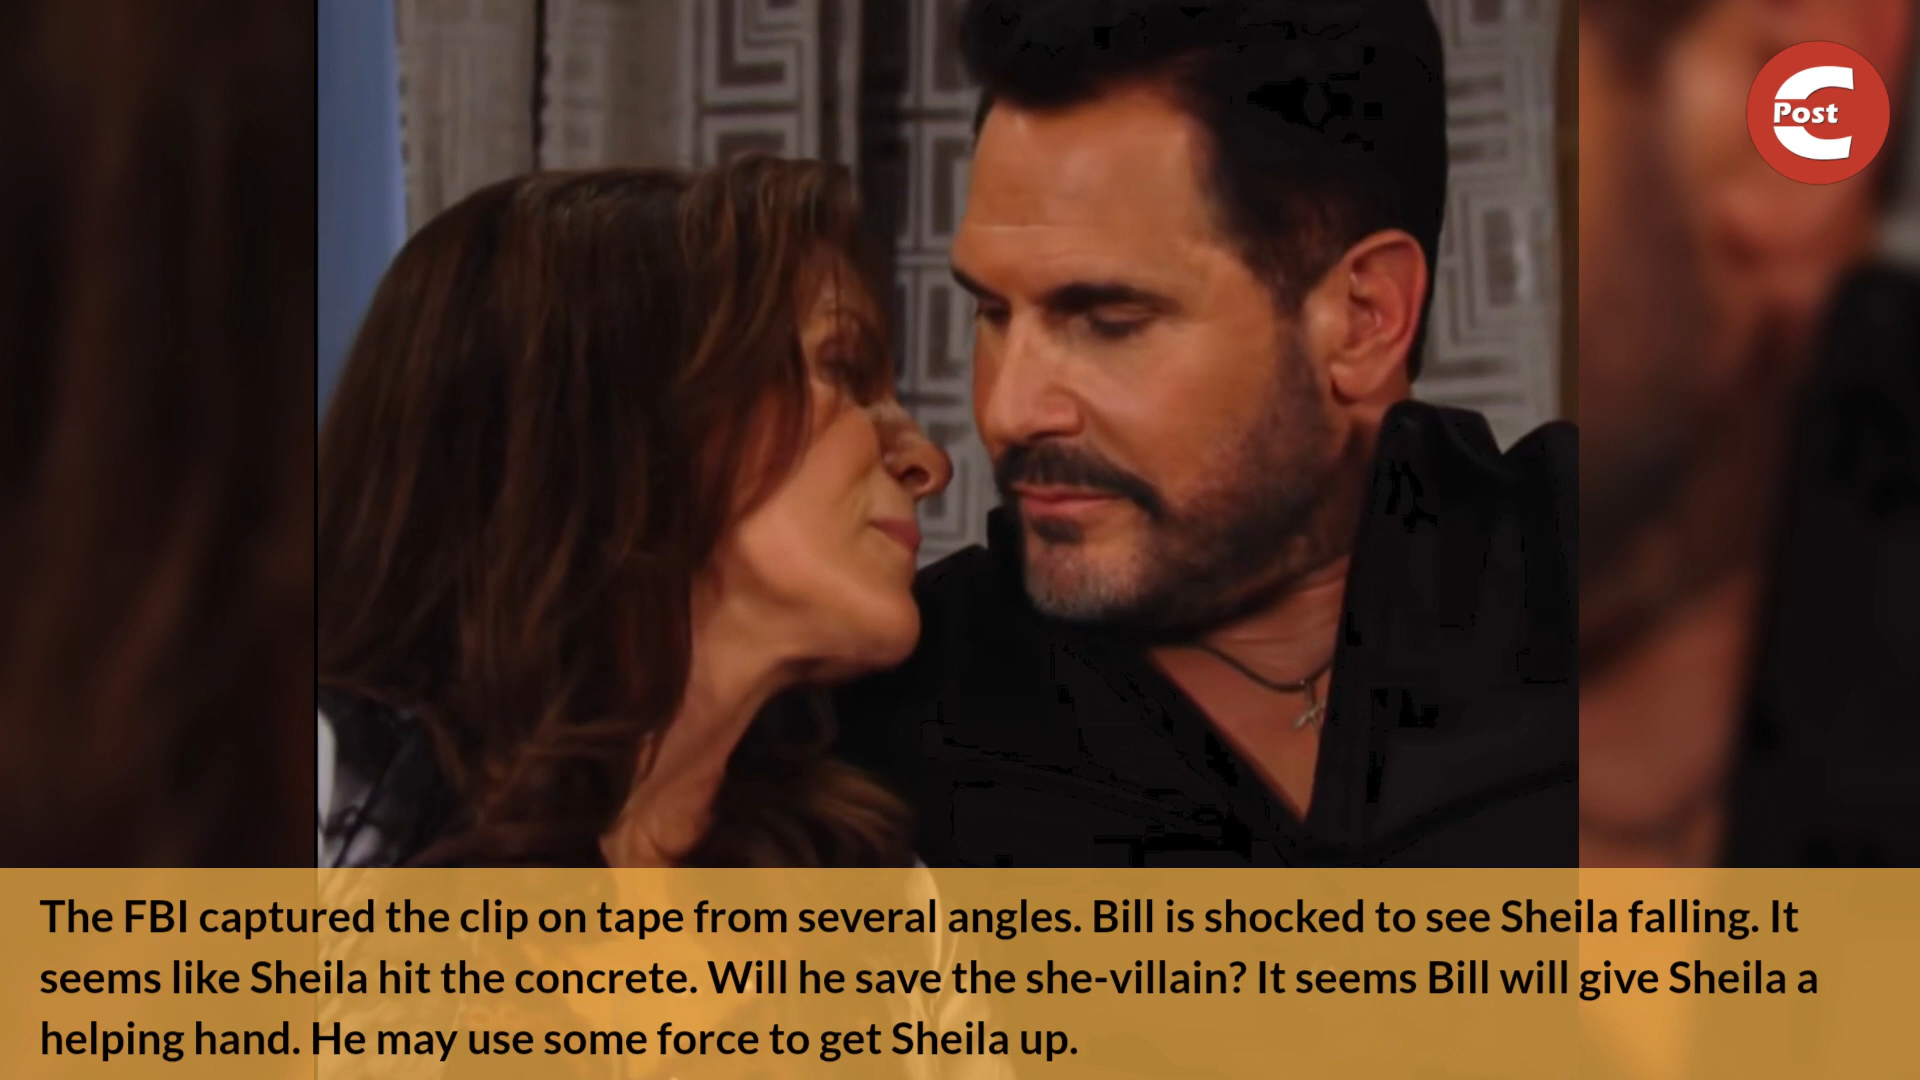 Post
The FBI captured the clip on tape from several angles. Bill is shocked to see Sheila falling. It
seems like Sheila hit the concrete. Will he save the she-villain? It seems Bill will give Sheila a
helping hand. He may use some force to get Sheila up.